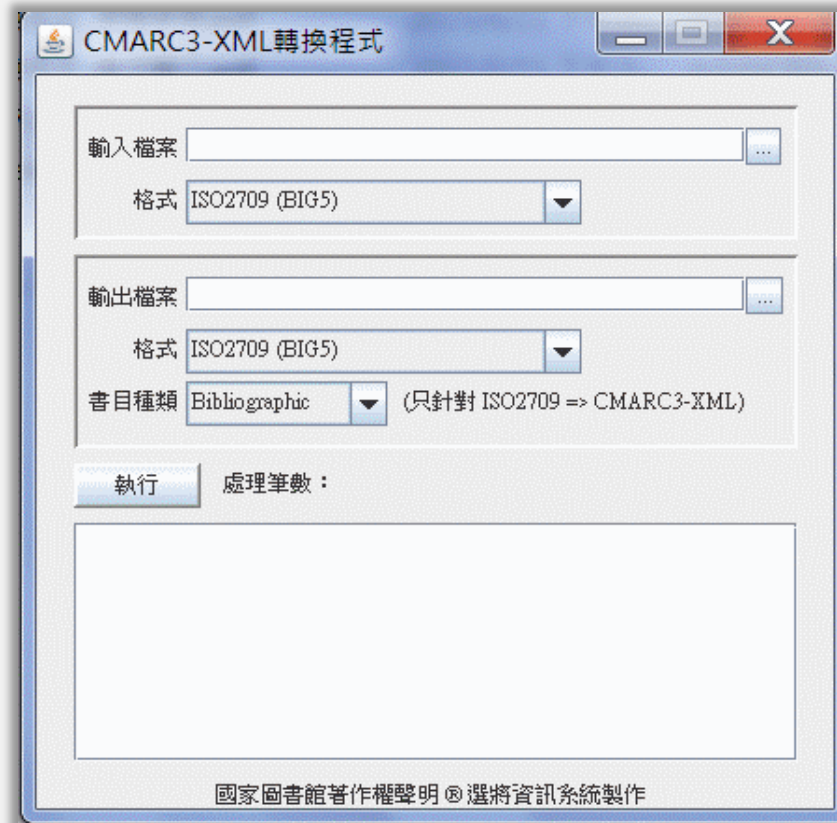 CMARC3-XML轉換程式
輸入檔案 ...
格式 ISO2709 (BIG5)
輸出檔案 ...
格式 ISO2709 (BIG5)
書目種類 Bibliographic (只針對 ISO2709 => CMARC3-XML)
執行 處理筆數：
國家圖書館著作權聲明 ® 選將資訊系統製作